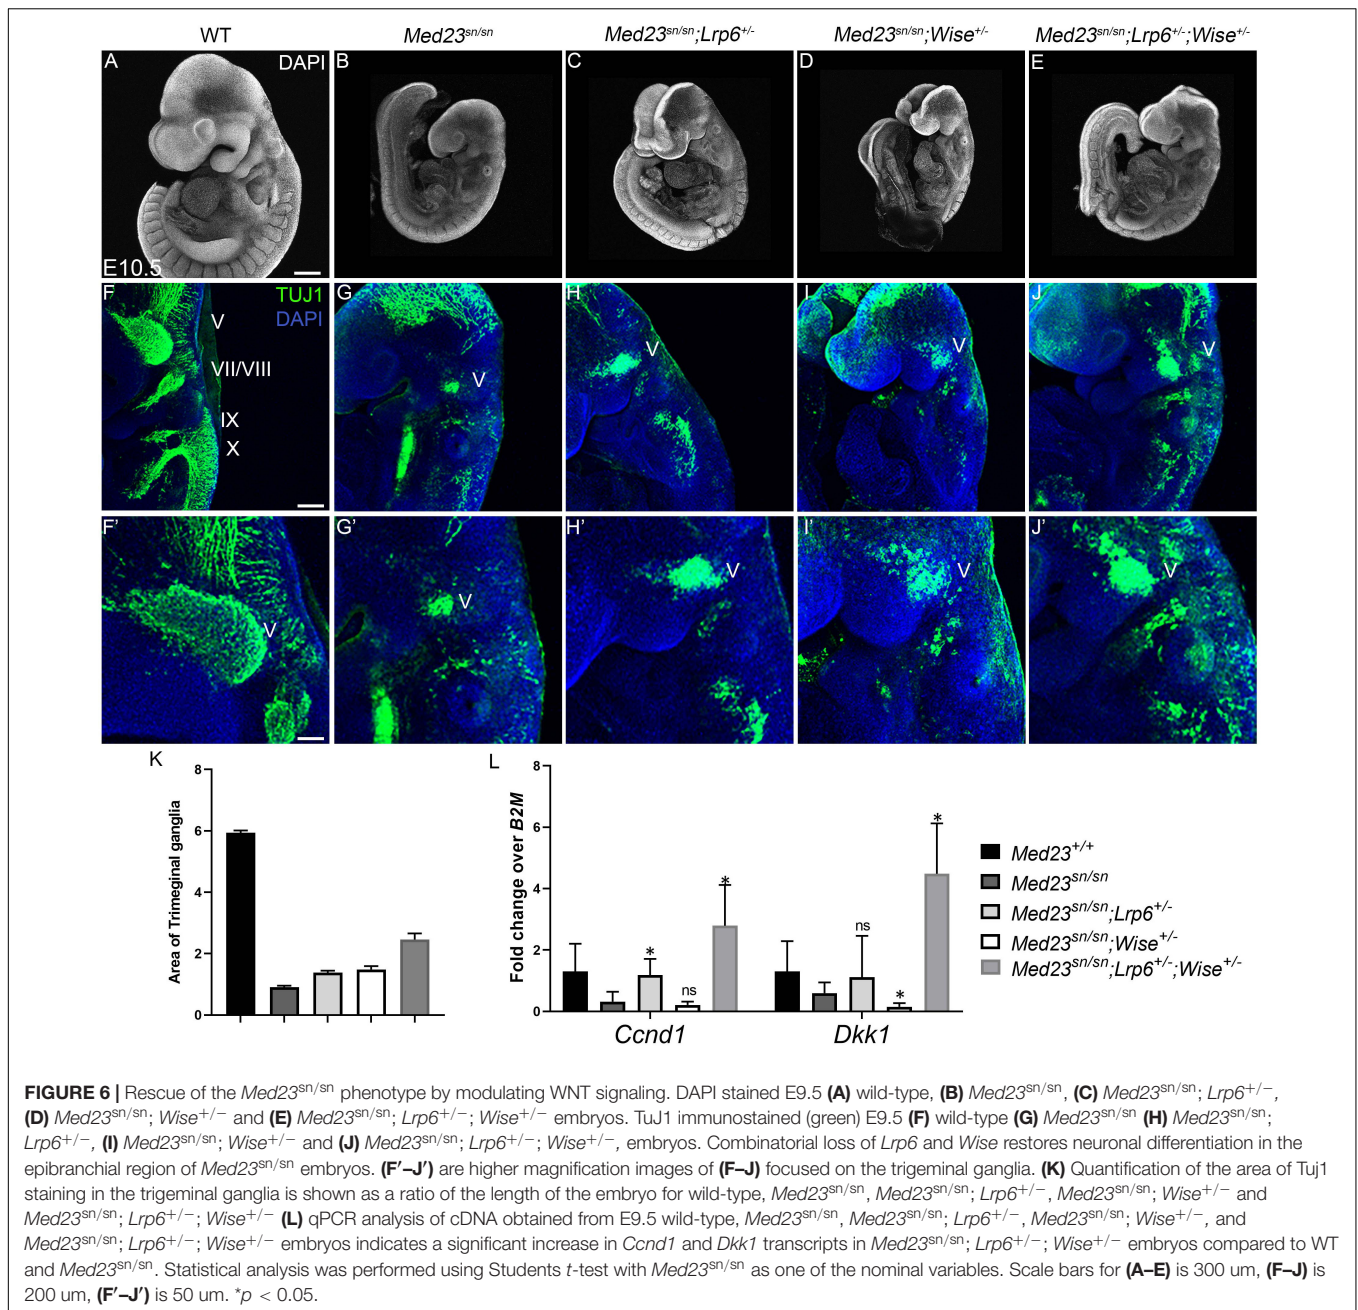 WT
Med23sn/sn
Med23sn/sn;Lrp6+/-
Med23sn/sn;Wise+/-
Med23sn/sn;Lrp6+/-;Wise+/-
A
DAPI
E10.5
B
C
D
E
F
TUJ1
DAPI
V
VII/VIII
IX
X
G
V
H
V
I
V
J
V
F'
V
G'
V
H'
V
I'
V
J'
V
K
Area of Trimeginal ganglia
8
6
4
2
0
L
Fold change over B2M
8
6
4
2
0
*
ns
*
ns
*
*
Ccnd1
Dkk1
Med23+/+
Med23sn/sn
Med23sn/sn;Lrp6+/-
Med23sn/sn;Wise+/-
Med23sn/sn;Lrp6+/-;Wise+/-
FIGURE 6 | Rescue of the Med23sn/sn phenotype by modulating WNT signaling. DAPI stained E9.5 (A) wild-type, (B) Med23sn/sn, (C) Med23sn/sn; Lrp6+/−,
(D) Med23sn/sn; Wise+/− and (E) Med23sn/sn; Lrp6+/−; Wise+/− embryos. TuJ1 immunostained (green) E9.5 (F) wild-type (G) Med23sn/sn (H) Med23sn/sn;
Lrp6+/−, (I) Med23sn/sn; Wise+/− and (J) Med23sn/sn; Lrp6+/−; Wise+/−, embryos. Combinatorial loss of Lrp6 and Wise restores neuronal differentiation in the
epibranchial region of Med23sn/sn embryos. (F′–J′) are higher magnification images of (F–J) focused on the trigeminal ganglia. (K) Quantification of the area of Tuj1
staining in the trigeminal ganglia is shown as a ratio of the length of the embryo for wild-type, Med23sn/sn, Med23sn/sn; Lrp6+/−, Med23sn/sn; Wise+/− and
Med23sn/sn; Lrp6+/−; Wise+/− (L) qPCR analysis of cDNA obtained from E9.5 wild-type, Med23sn/sn, Med23sn/sn; Lrp6+/−, Med23sn/sn; Wise+/−, and
Med23sn/sn; Lrp6+/−; Wise+/− embryos indicates a significant increase in Ccnd1 and Dkk1 transcripts in Med23sn/sn; Lrp6+/−; Wise+/− embryos compared to WT
and Med23sn/sn. Statistical analysis was performed using Students t-test with Med23sn/sn as one of the nominal variables. Scale bars for (A–E) is 300 um, (F–J) is
200 um, (F′–J′) is 50 um. *p < 0.05.